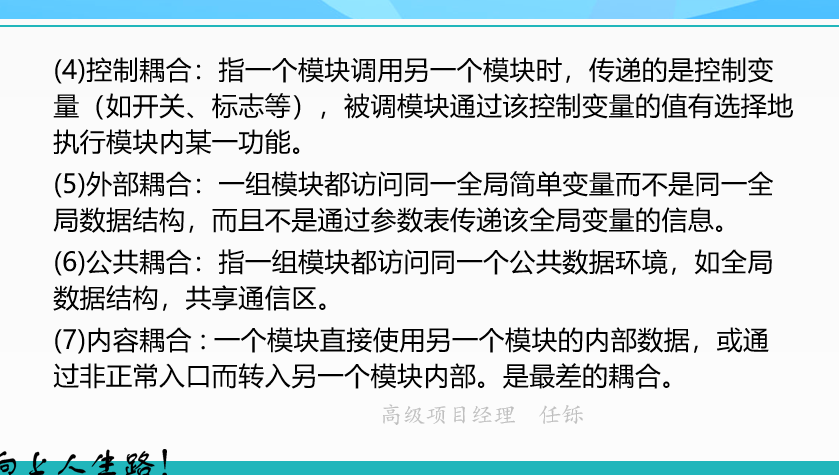 (4)控制耦合：指一个模块调用另一个模块时，传递的是控制变
量（如开关、标志等），被调模块通过该控制变量的值有选择地
执行模块内某一功能。
(5)外部耦合：一组模块都访问同一全局简单变量而不是同一全
局数据结构，而且不是通过参数表传递该全局变量的信息。
(6)公共耦合：指一组模块都访问同一个公共数据环境，如全局
数据结构，共享通信区。
(7)内容耦合：一个模块直接使用另一个模块的内部数据，或通
过非正常入口而转入另一个模块内部。是最差的耦合。
高级项目经理 任铄
向上人生路！